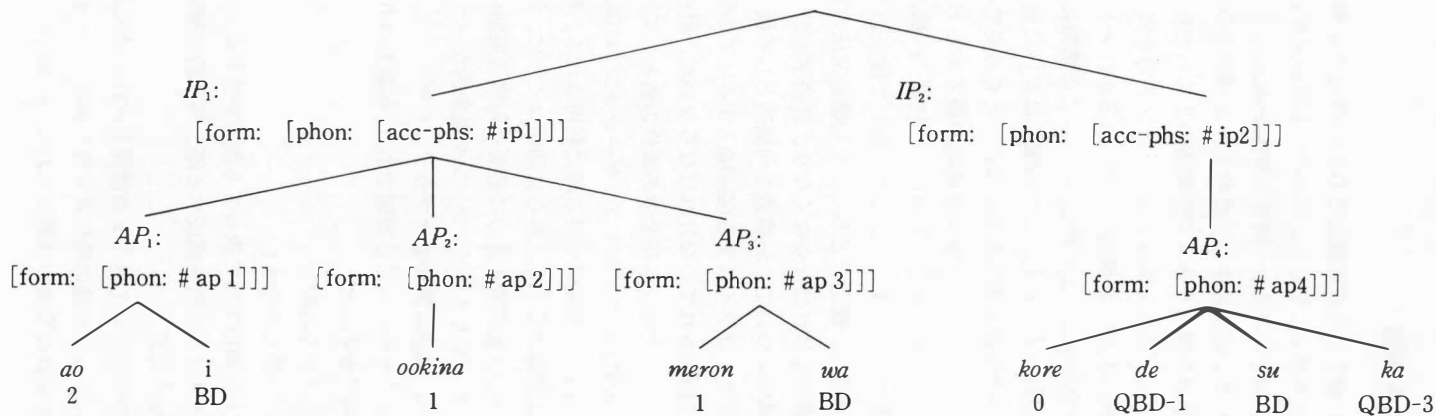 IP₁: IP₂:
[form: [phon: [acc-phs: # ip1]]] [form: [phon: [acc-phs: # ip2]]]
AP₁: AP₂: AP₃: AP₄:
[form: [phon: # ap 1]]] [form: [phon: # ap 2]]] [form: [phon: # ap 3]]] [form: [phon: # ap4]]]
ao i ookina meron wa kore de su ka
2 BD 1 1 BD 0 QBD-1 BD QBD-3